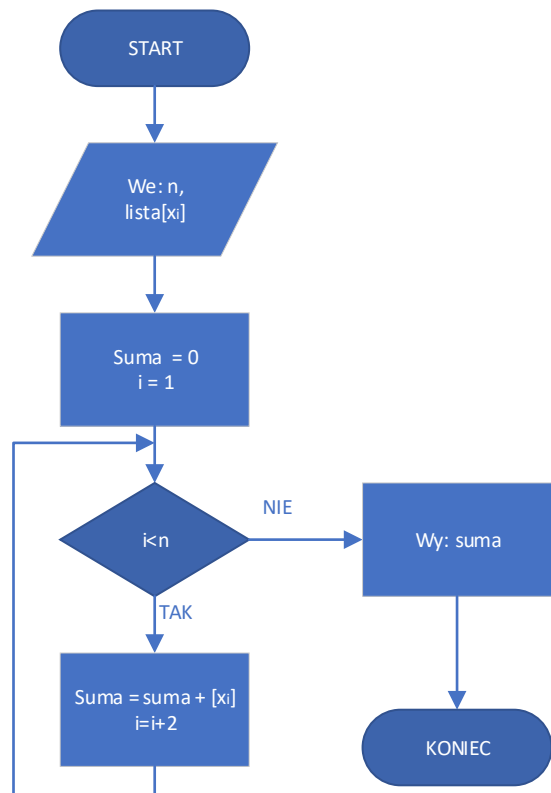 START
We: n,
lista[xi]
Suma = 0
i = 1
i<n
NIE
Wy: suma
TAK
Suma = suma + [xi]
i=i+2
KONIEC